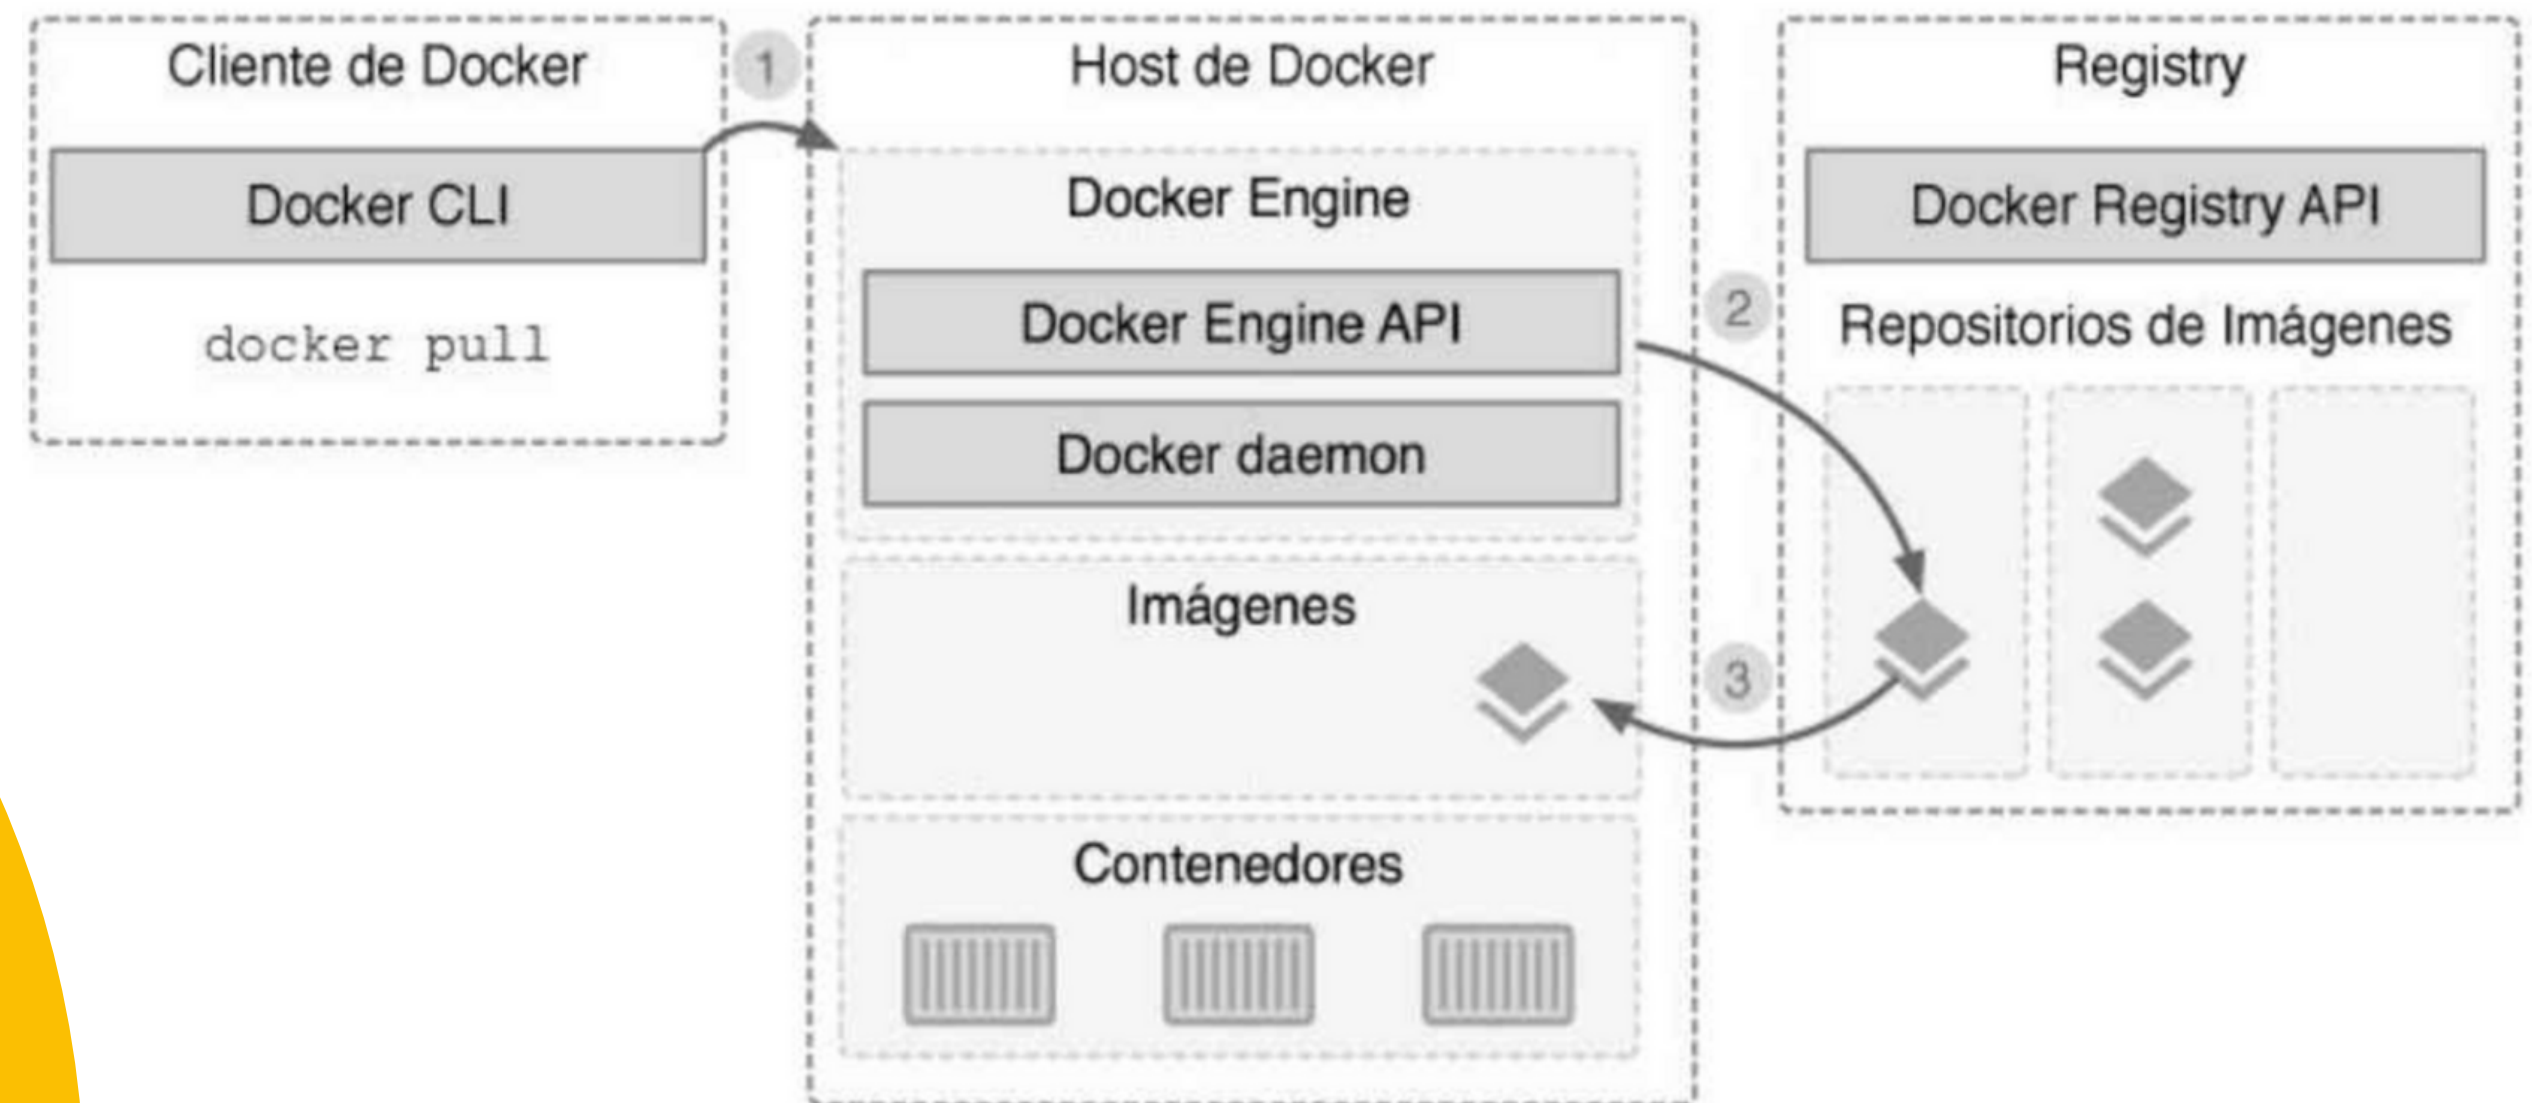 Cliente de Docker
Docker CLI
docker pull
1
Host de Docker
Docker Engine
Docker Engine API
Docker daemon
Imágenes
Contenedores
2
3
Registry
Docker Registry API
Repositorios de Imágenes